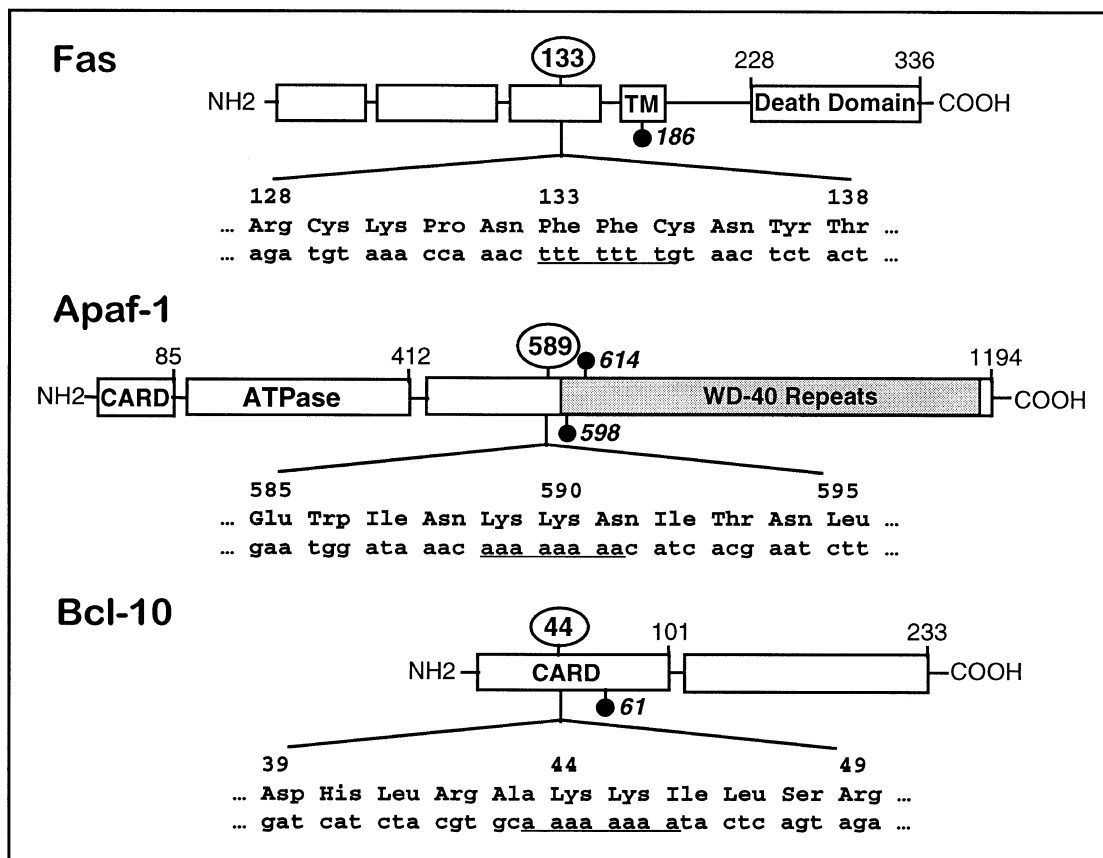 Fas
133
228 336
NH2 TM Death Domain COOH
186
128 133 138
... Arg Cys Lys Pro Asn Phe Phe Cys Asn Tyr Thr ...
... aga tgt aaa cca aac ttt ttt tgt aac tct act ...
Apaf-1
85 412 589 614 1194
NH2 CARD ATPase WD-40 Repeats COOH
598
585 590 595
... Glu Trp Ile Asn Lys Lys Asn Ile Thr Asn Leu ...
... gaa tgg ata aac aaa aaa aac atc acg aat ctt ...
Bcl-10
44 101 233
NH2 CARD COOH
61
39 44 49
... Asp His Leu Arg Ala Lys Lys Ile Leu Ser Arg ...
... gat cat cta cgt gca aaa aaa ata ctc agt aga ...